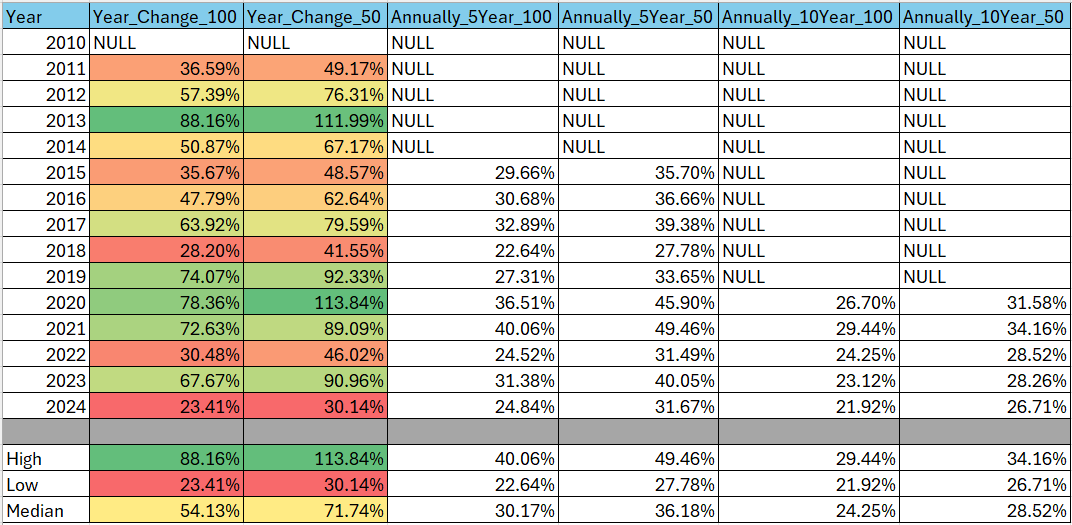 Year Year_Change_100 Year_Change_50 Annually_5Year_100 Annually_5Year_50 Annually_10Year_100 Annually_10Year_50
2010 NULL NULL NULL NULL NULL NULL
2011 36.59% 49.17% NULL NULL NULL NULL
2012 57.39% 76.31% NULL NULL NULL NULL
2013 88.16% 111.99% NULL NULL NULL NULL
2014 50.87% 67.17% NULL NULL NULL NULL
2015 35.67% 48.57% 29.66% 35.70% NULL NULL
2016 47.79% 62.64% 30.68% 36.66% NULL NULL
2017 63.92% 79.59% 32.89% 39.38% NULL NULL
2018 28.20% 41.55% 22.64% 27.78% NULL NULL
2019 74.07% 92.33% 27.31% 33.65% NULL NULL
2020 78.36% 113.84% 36.51% 45.90% 26.70% 31.58%
2021 72.63% 89.09% 40.06% 49.46% 29.44% 34.16%
2022 30.48% 46.02% 24.52% 31.49% 24.25% 28.52%
2023 67.67% 90.96% 31.38% 40.05% 23.12% 28.26%
2024 23.41% 30.14% 24.84% 31.67% 21.92% 26.71%
High 88.16% 113.84% 40.06% 49.46% 29.44% 34.16%
Low 23.41% 30.14% 22.64% 27.78% 21.92% 26.71%
Median 54.13% 71.74% 30.17% 36.18% 24.25% 28.52%